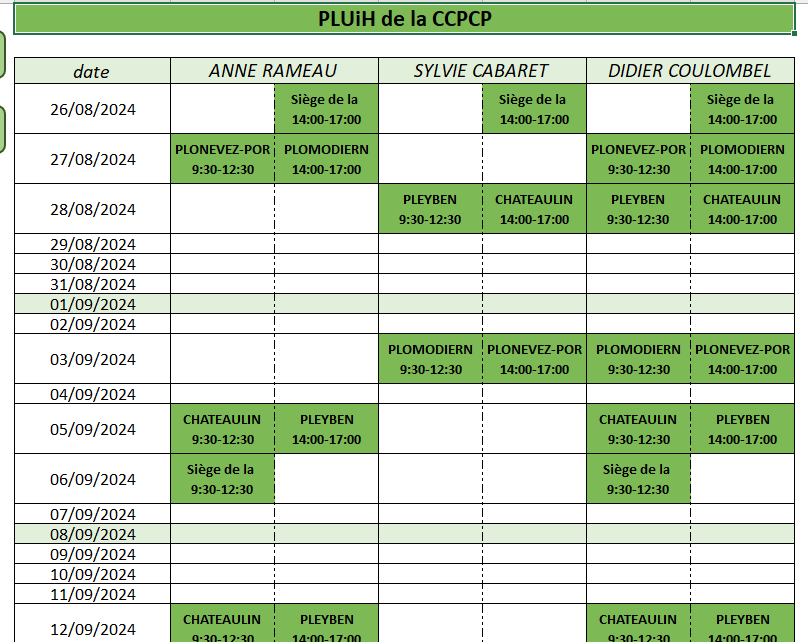 PLUiH de la CCPCP
date ANNE RAMEAU SYLVIE CABARET DIDIER COULOMBEL
26/08/2024 Siège de la 14:00-17:00 Siège de la 14:00-17:00 Siège de la 14:00-17:00
27/08/2024 PLONEVEZ-POR 9:30-12:30 PLOMODIERN 14:00-17:00 PLONEVEZ-POR 9:30-12:30 PLOMODIERN 14:00-17:00
28/08/2024 PLEYBEN 9:30-12:30 CHATEAULIN 14:00-17:00 PLEYBEN 9:30-12:30 CHATEAULIN 14:00-17:00
29/08/2024
30/08/2024
31/08/2024
01/09/2024
02/09/2024
03/09/2024 PLOMODIERN 9:30-12:30 PLONEVEZ-POR 14:00-17:00 PLOMODIERN 9:30-12:30 PLONEVEZ-POR 14:00-17:00
04/09/2024
05/09/2024 CHATEAULIN 9:30-12:30 PLEYBEN 14:00-17:00 CHATEAULIN 9:30-12:30 PLEYBEN 14:00-17:00
06/09/2024 Siège de la 9:30-12:30 Siège de la 9:30-12:30
07/09/2024
08/09/2024
09/09/2024
10/09/2024
11/09/2024
12/09/2024 CHATEAULIN 9:30-12:30 PLEYBEN 14:00-17:00 CHATEAULIN 9:30-12:30 PLEYBEN 14:00-17:00